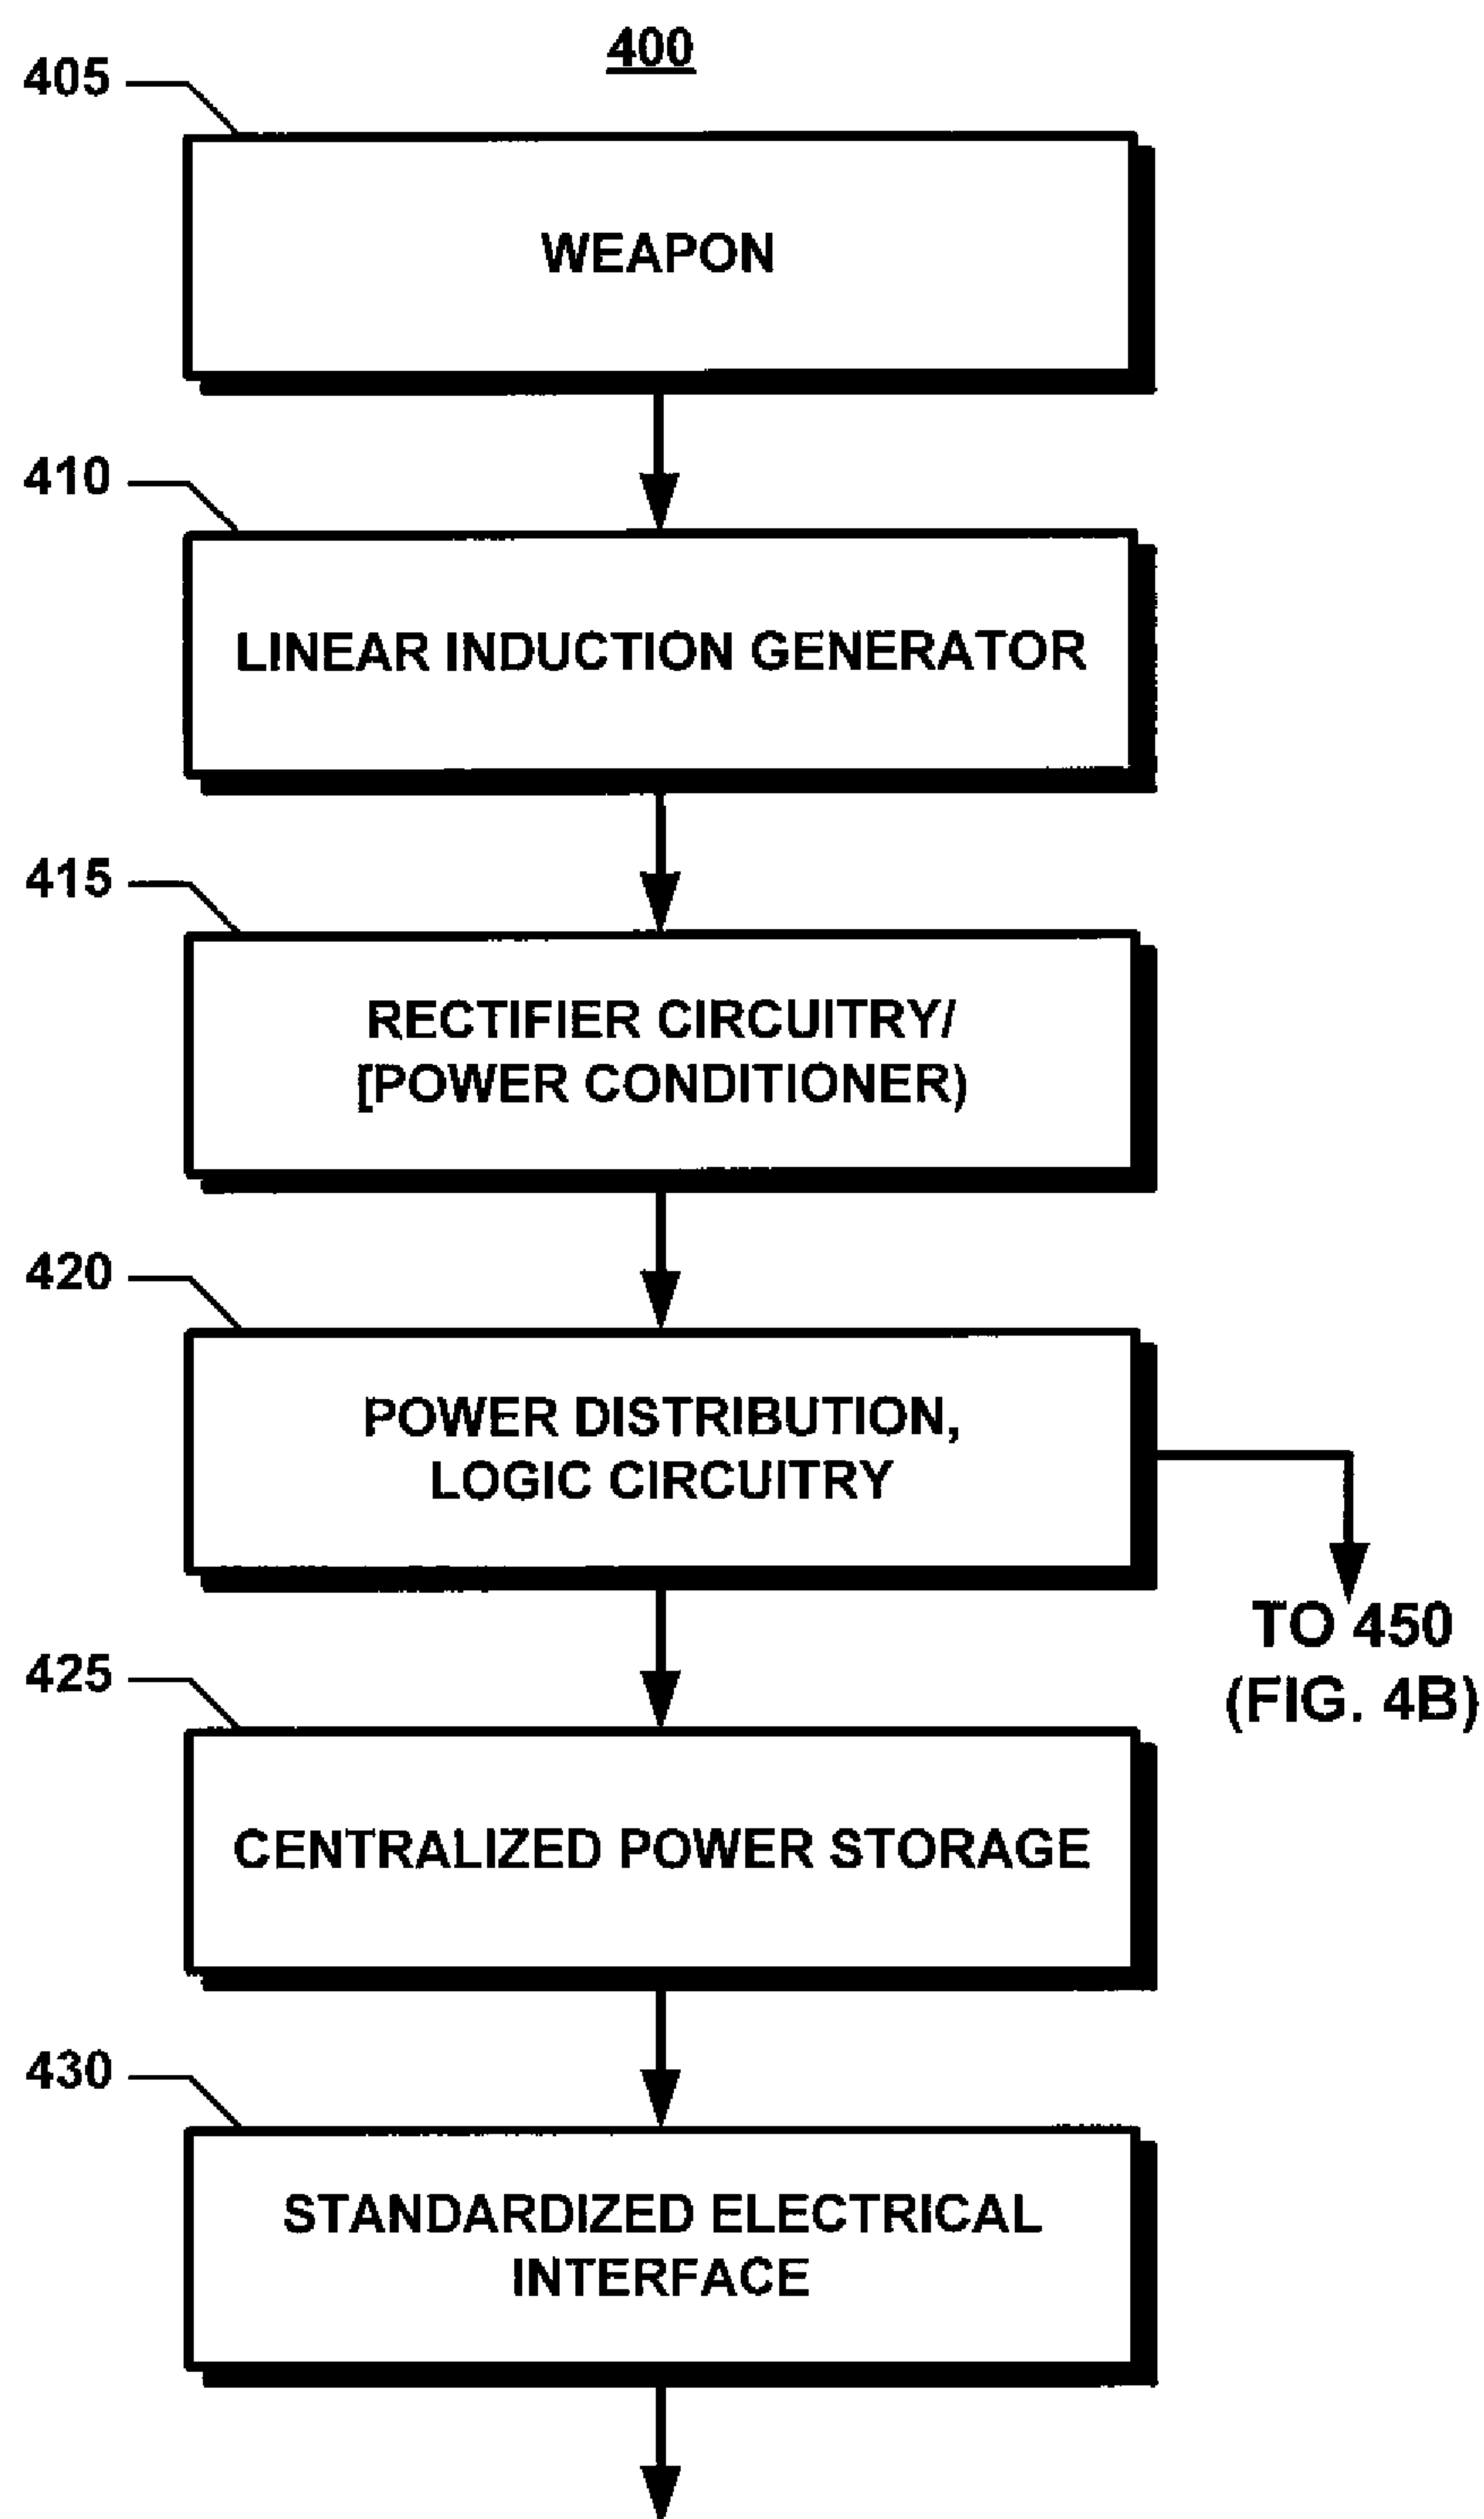 400
405
WEAPON
410
LINEAR INDUCTION GENERATOR
415
RECTIFIER CIRCUITRY/
[POWER CONDITIONER)
420
POWER DISTRIBUTION,
LOGIC CIRCUITRY
TO 450
(FIG. 4B)
425
CENTRALIZED POWER STORAGE
430
STANDARDIZED ELECTRICAL
INTERFACE